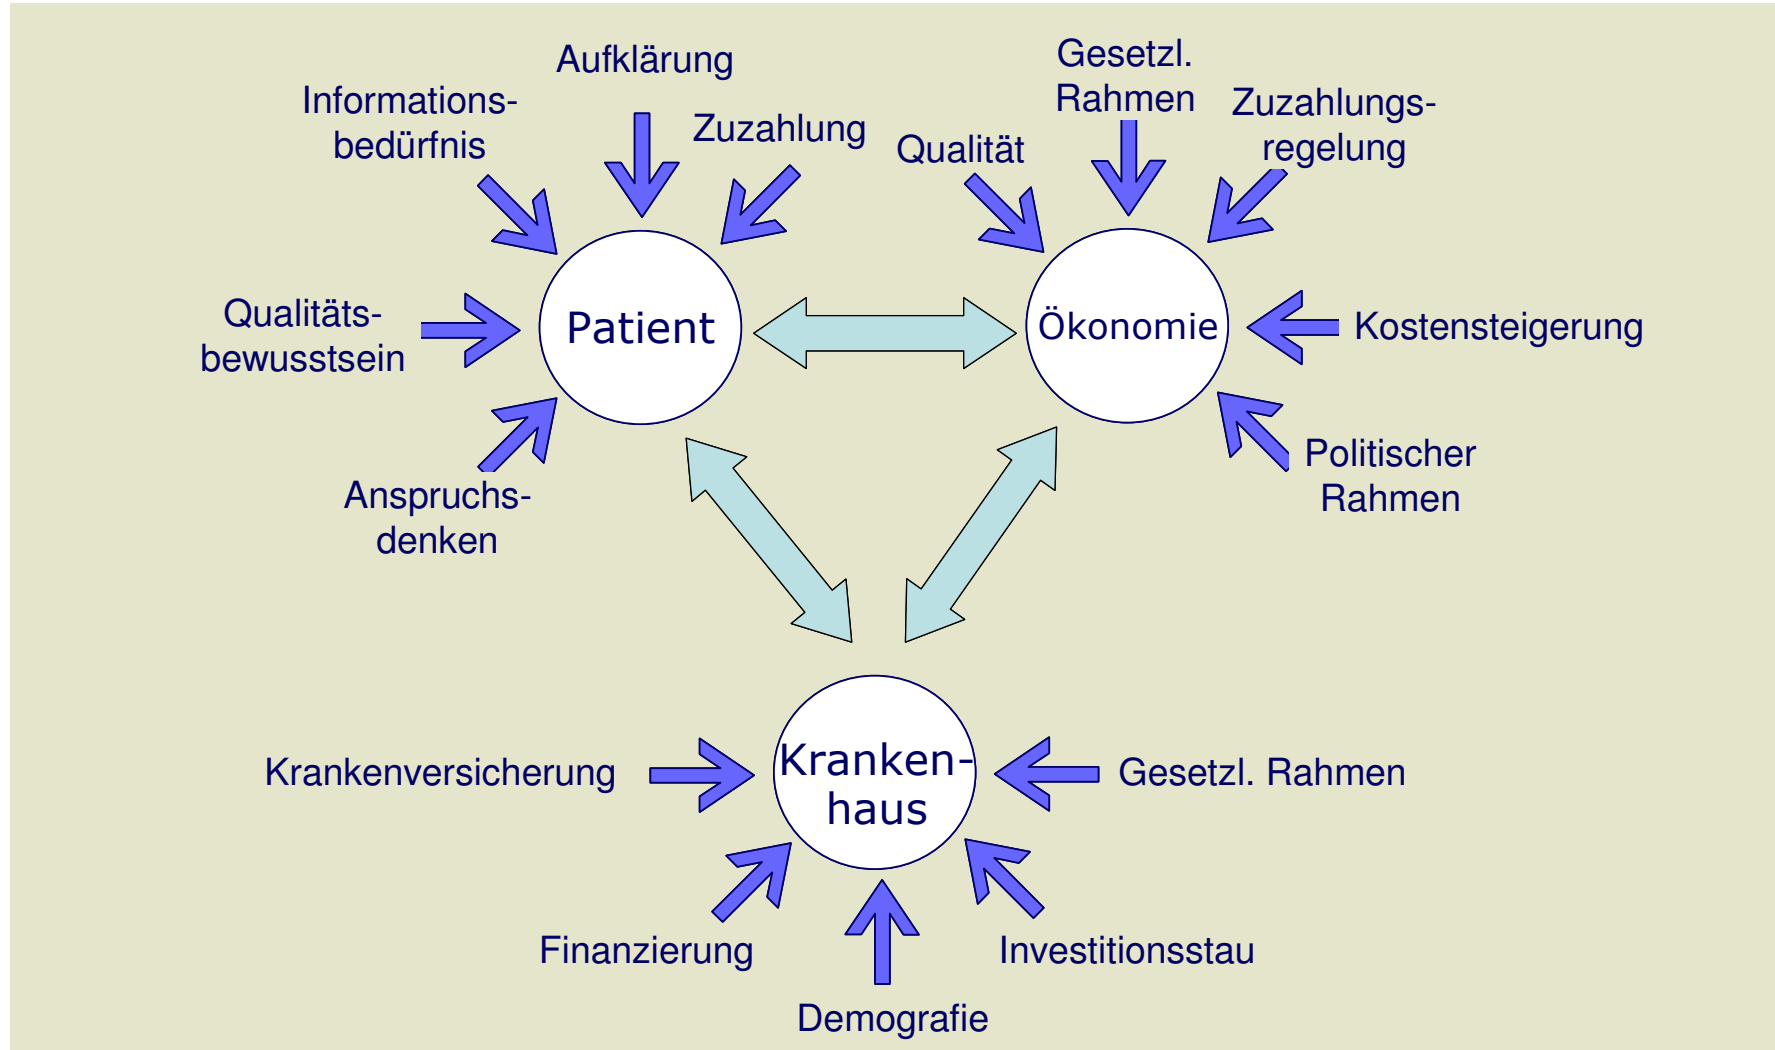 Aufklärung
Informations-
bedürfnis
Zuzahlung
Qualitäts-
bewusstsein
Anspruchs-
denken
Patient
Gesetzl.
Rahmen
Zuzahlungs-
regelung
Qualität
Ökonomie
Kostensteigerung
Politischer
Rahmen
Kranken-
haus
Krankenversicherung
Gesetzl. Rahmen
Finanzierung
Investitionsstau
Demografie